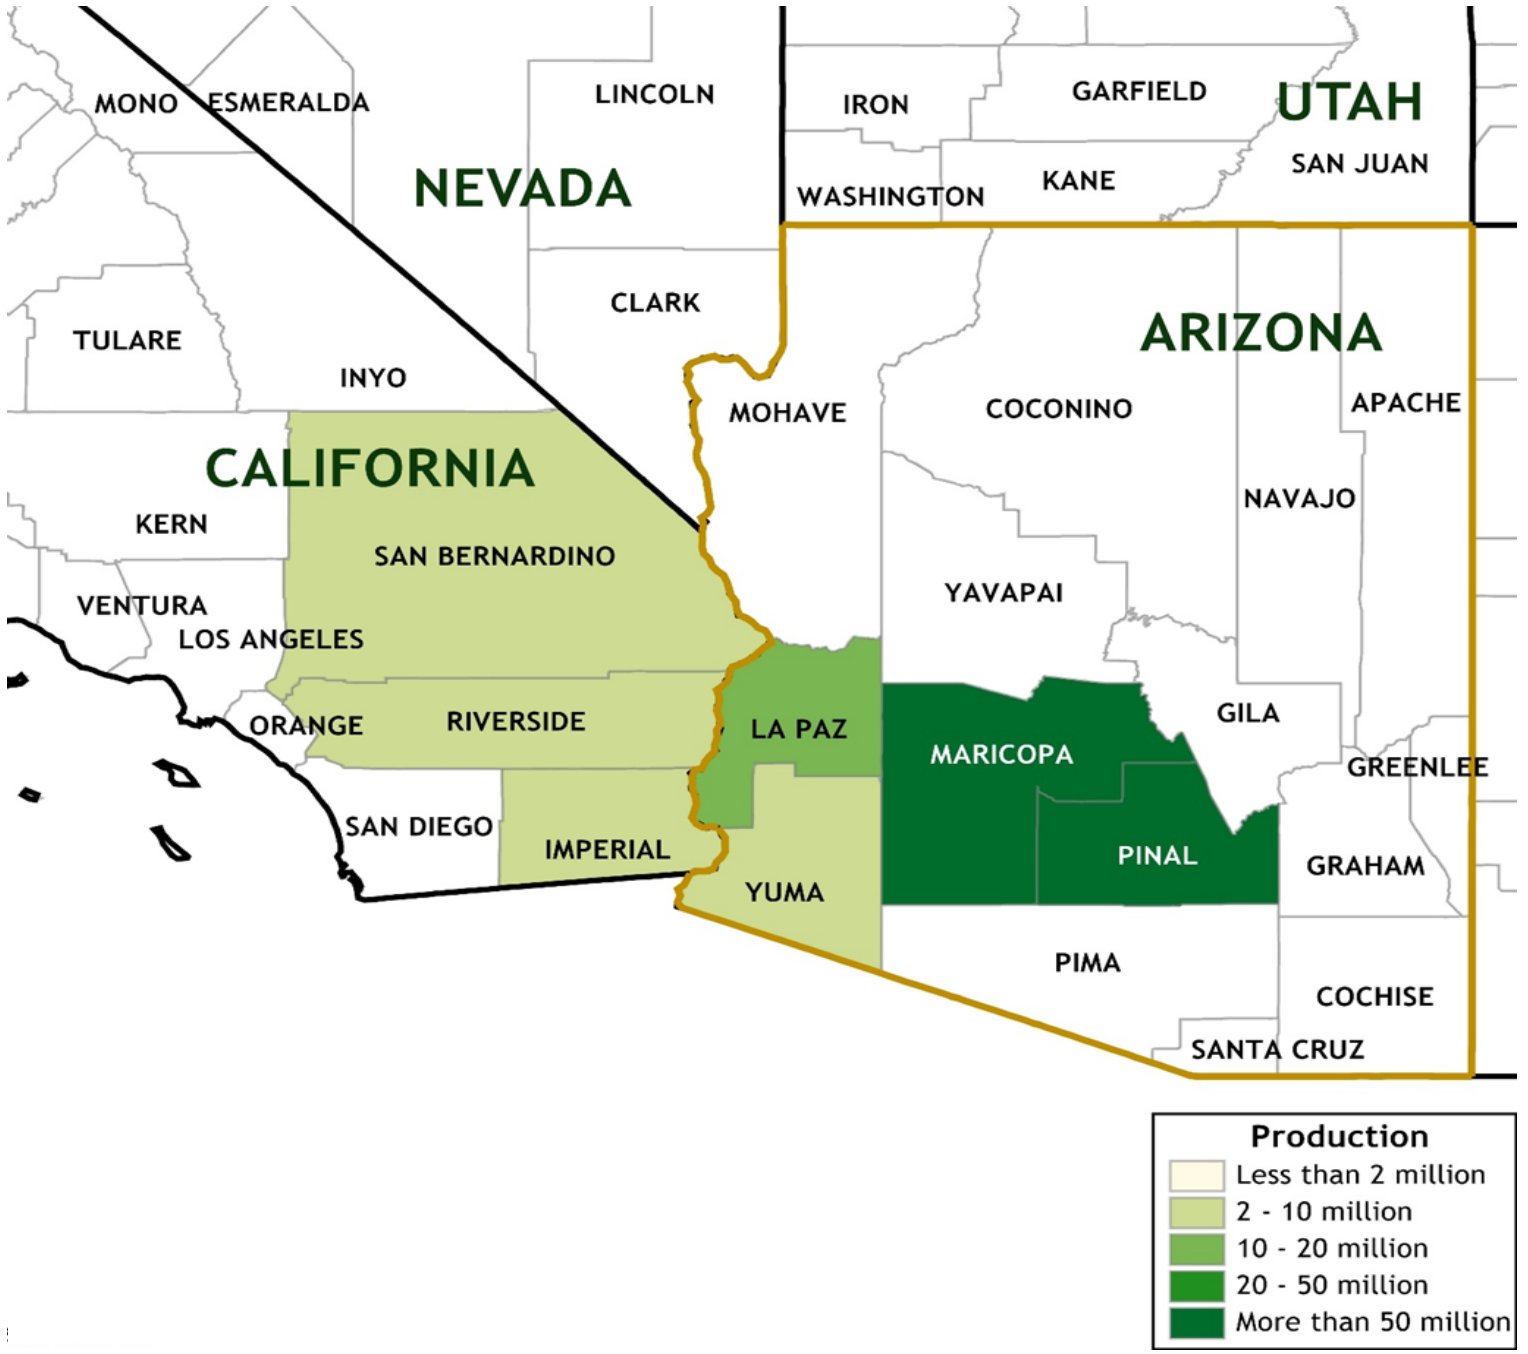 LINCOLN
GARFIELD
MONO
ESMERALDA
IRON
UTAH
SAN JUAN
NEVADA
KANE
WASHINGTON
CLARK
ARIZONA
TULARE
INYO
APACHE
COCONINO
MOHAVE
CALIFORNIA
NAVAJO
KERN
SAN BERNARDINO
YAVAPAI
VENTURA
LOS ANGELES
GILA
RIVERSIDE
ORANGE
LA PAZ
MARICOPA
GREENLEE
SAN DIEGO
IMPERIAL
PINAL
GRAHAM
YUMA
PIMA
COCHISE
SANTA CRUZ
Production
Less than 2 million
2 - 10 million
10 - 20 million
20 - 50 million
More than 50 million